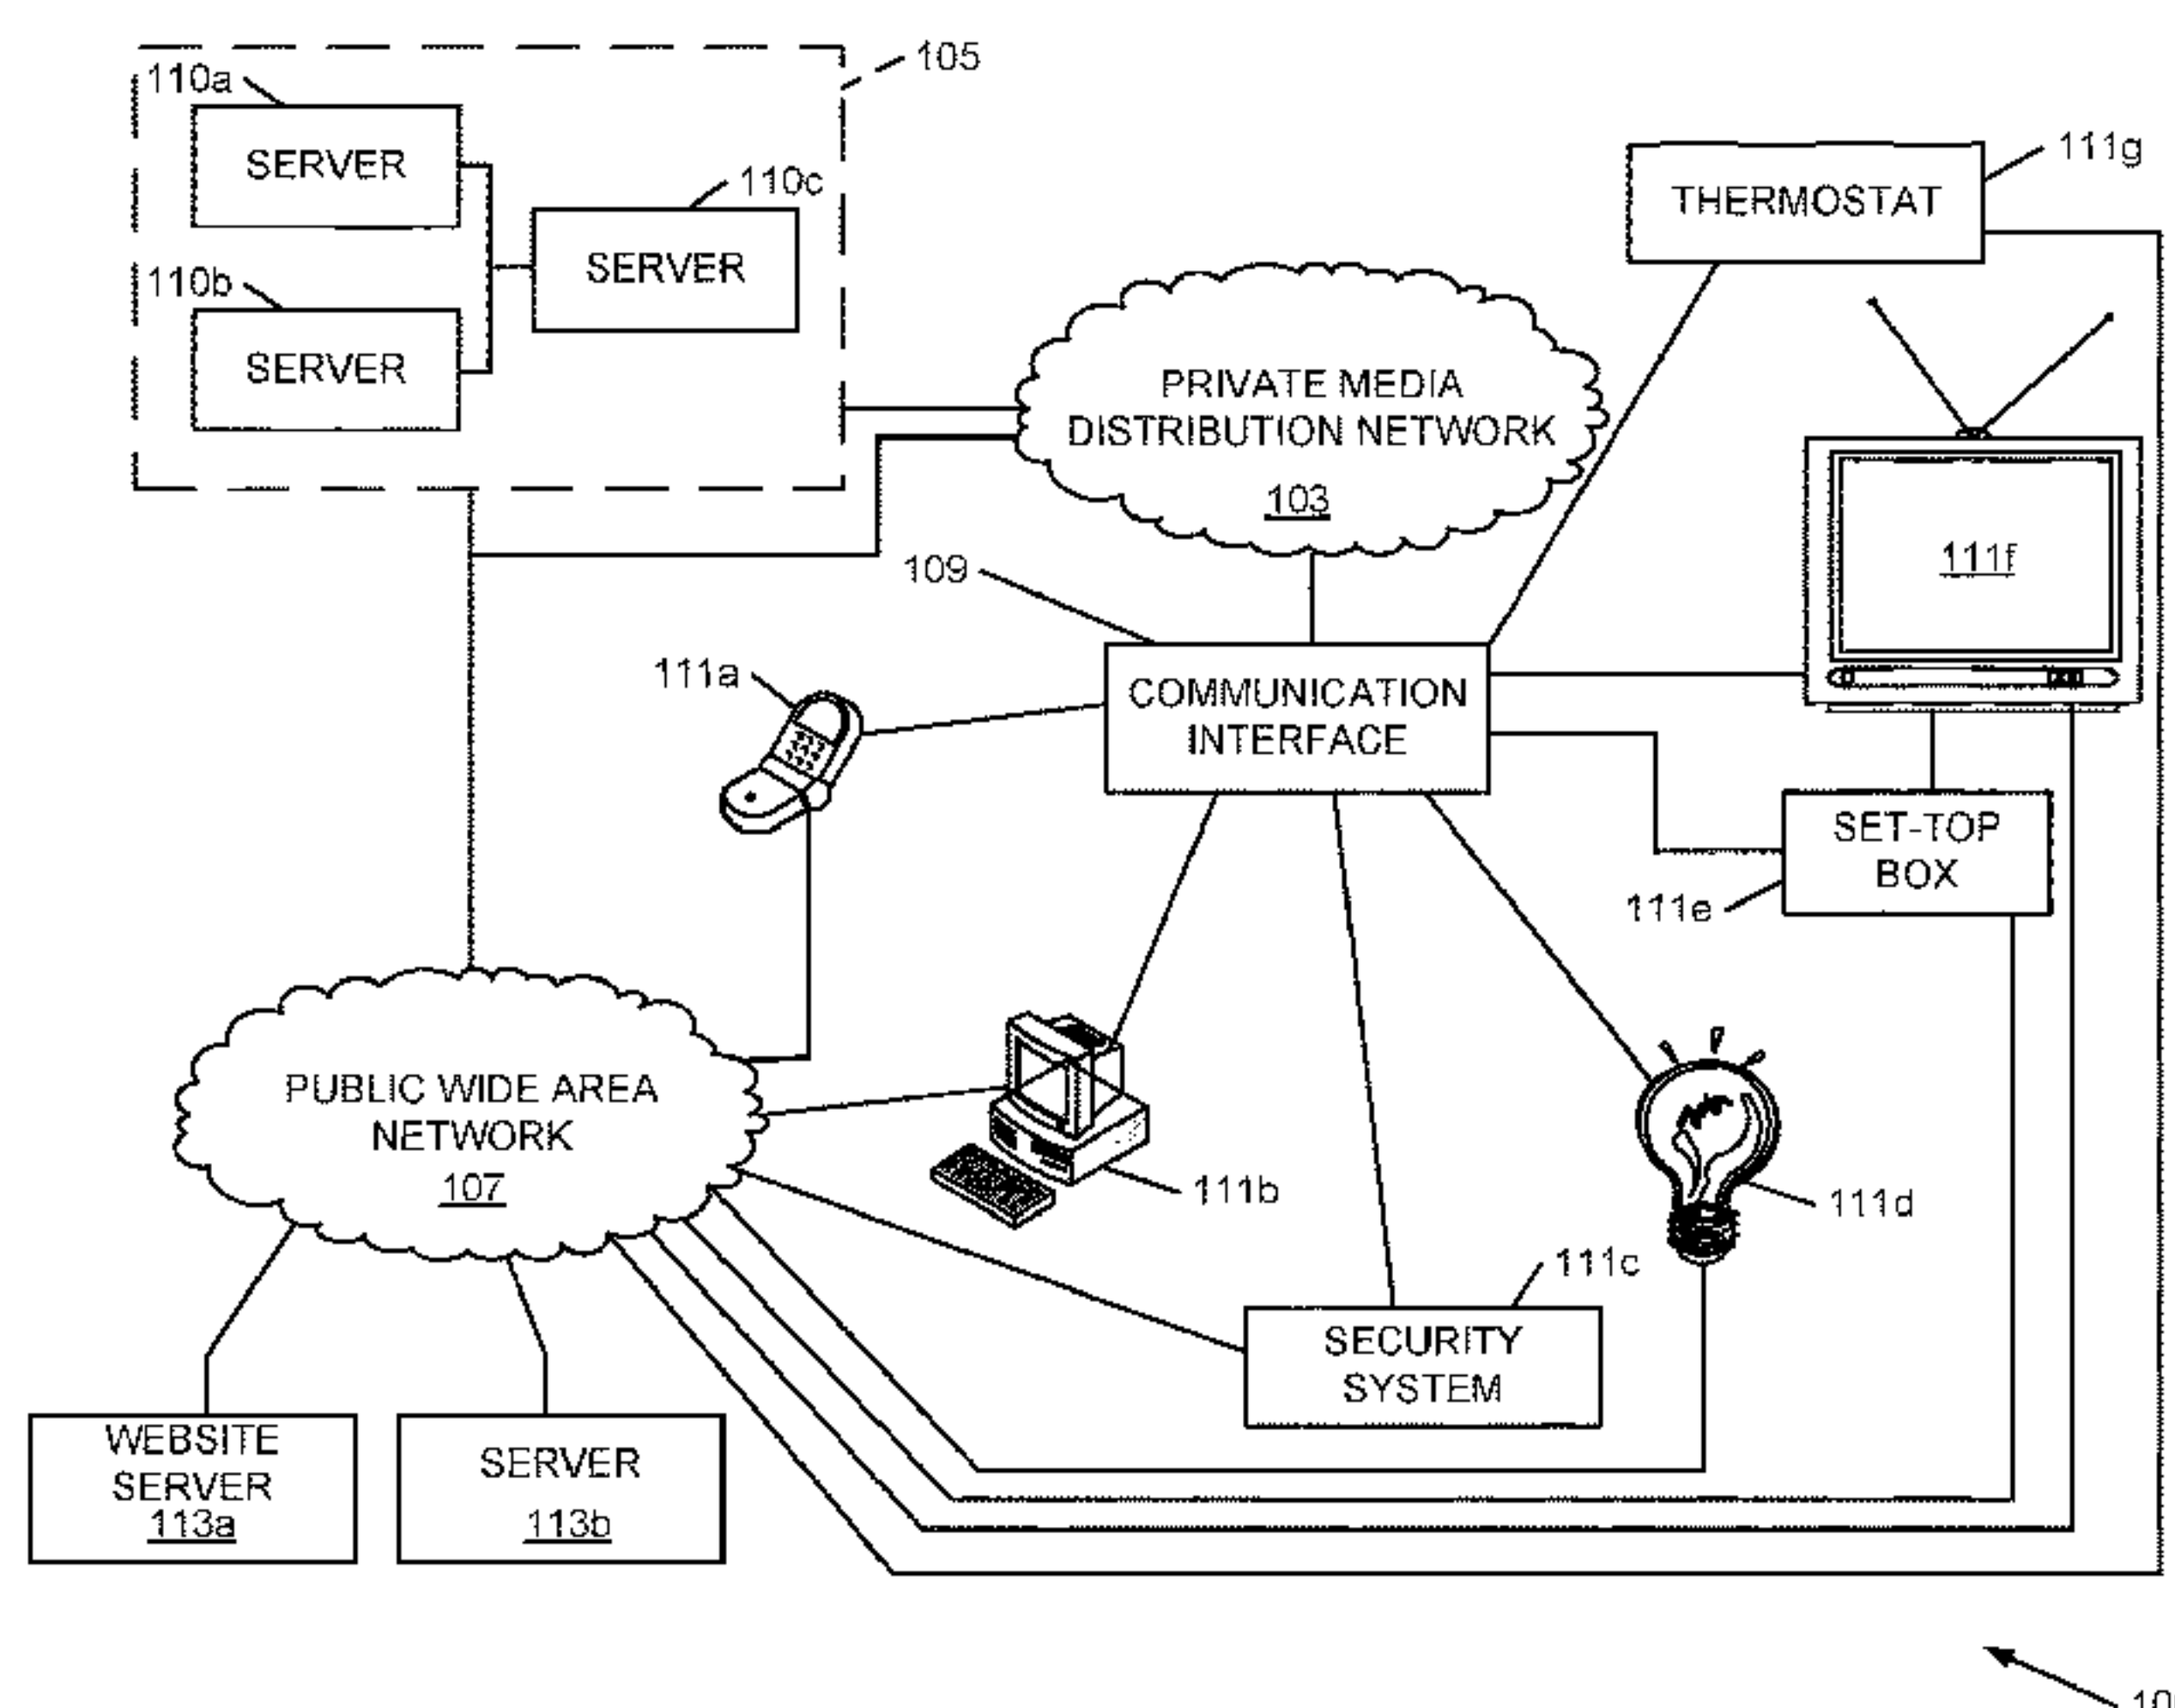 105
110a
SERVER
110c
SERVER
110b
SERVER
111g
THERMOSTAT
PRIVATE MEDIA
DISTRIBUTION NETWORK
103
111f
109
111a
COMMUNICATION
INTERFACE
SET-TOP
BOX
111e
PUBLIC WIDE AREA
NETWORK
107
111b
111d
111c
SECURITY
SYSTEM
WEBSITE
SERVER
113a
SERVER
113b